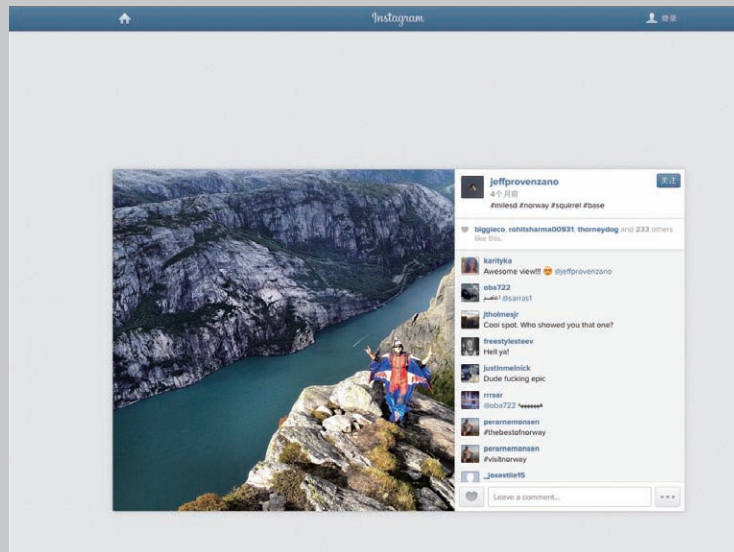 Instagram
登录
jeffprovenzano
关注
4个月前
#milesd #norway #squirrel #base
biggieco, rohitsharma00931, thorneydog and 233 others
like this.
karityka
Awesome view!!! 😍 @jeffprovenzano
oba722
@sarras1
jtholmesjr
Cool spot. Who showed you that one?
freestylesteev
Hell ya!
justinmelnick
Dude fucking epic
rrrsar
@oba722
perarnemonsen
#thebestofnorway
perarnemonsen
#visitnorway
_josestlie15
Leave a comment...